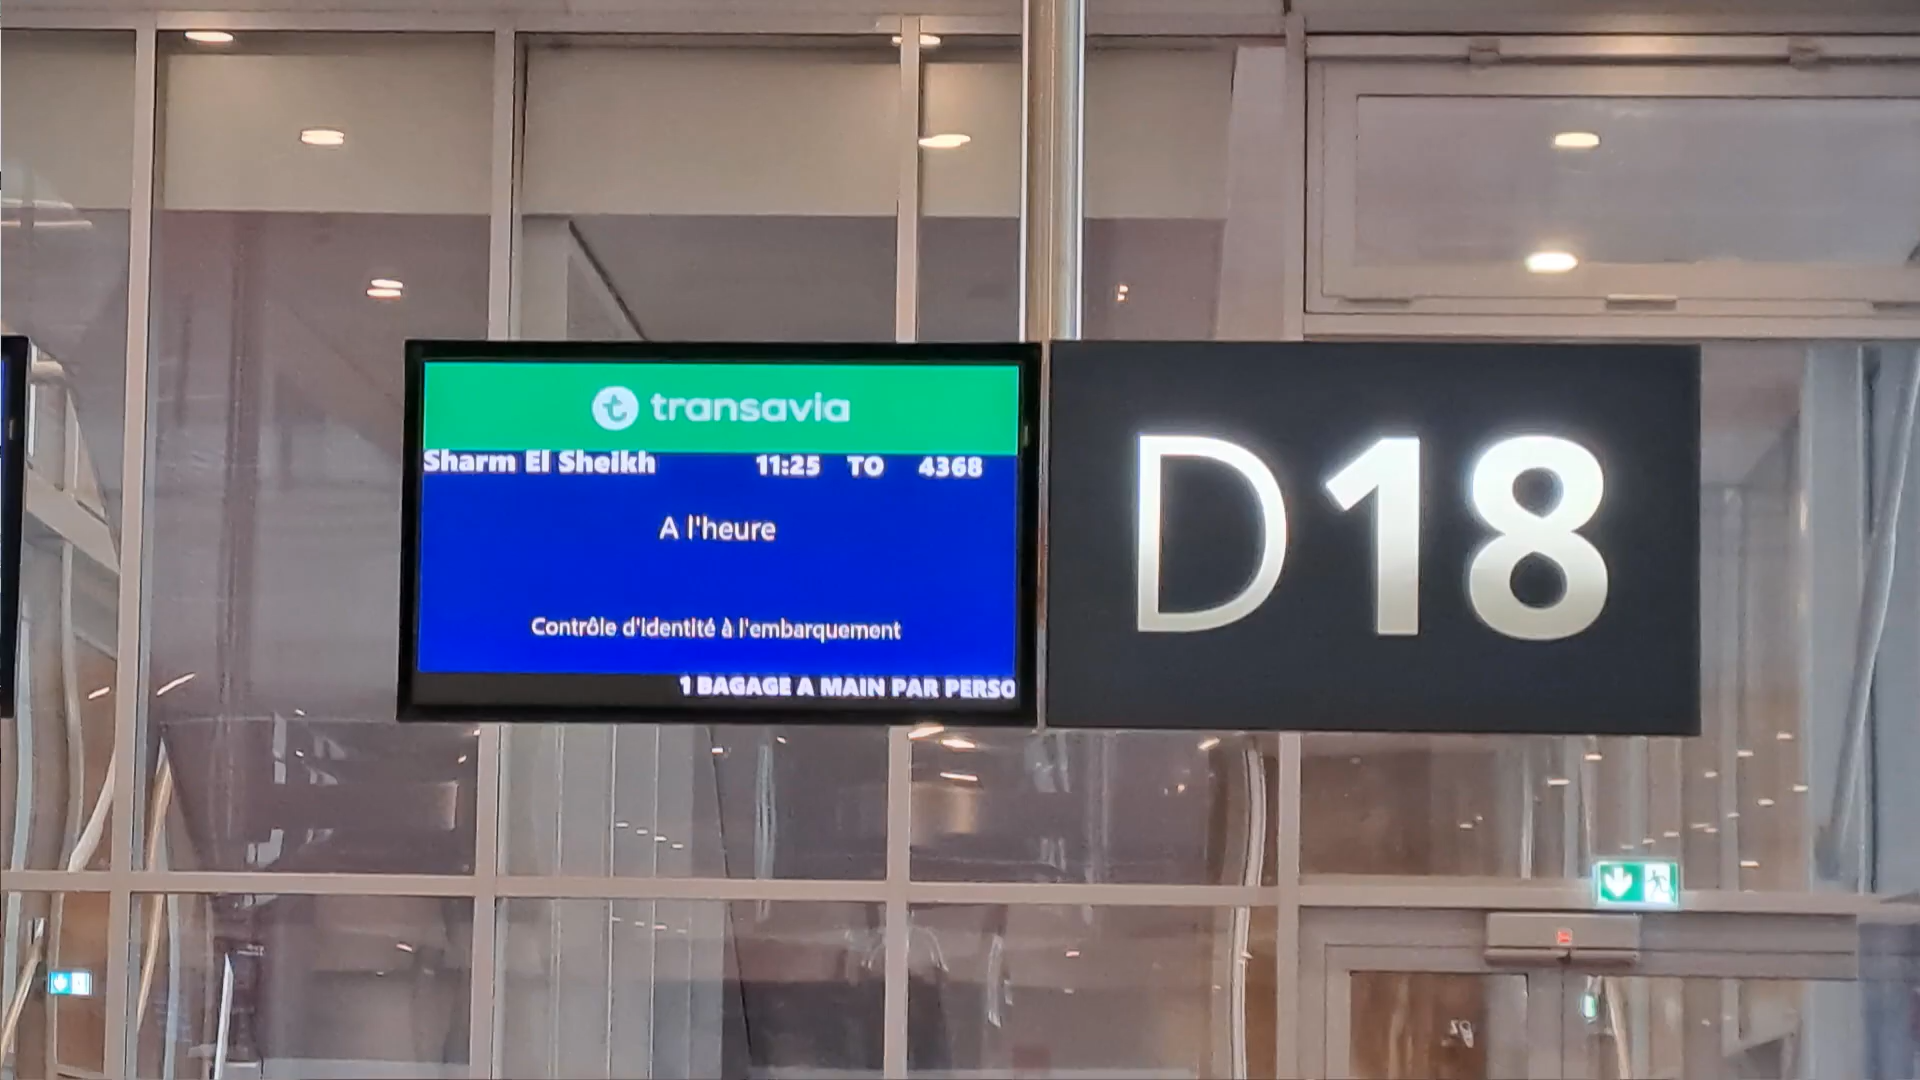 transavia
Sharm El Sheikh 11:25 TO 4368
A l'heure
Contrôle d'identité à l'embarquement
1 BAGAGE A MAIN PAR PERSO
D18